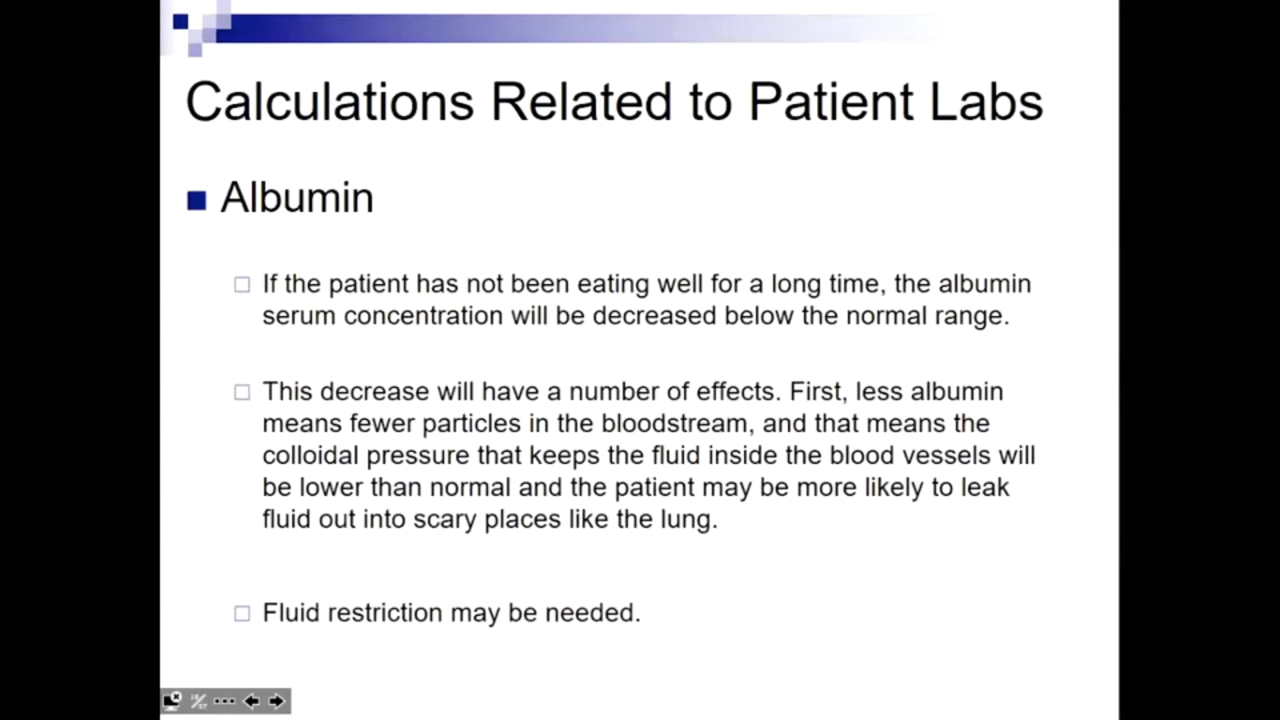 Calculations Related to Patient Labs
Albumin
If the patient has not been eating well for a long time, the albumin
serum concentration will be decreased below the normal range.
This decrease will have a number of effects. First, less albumin
means fewer particles in the bloodstream, and that means the
colloidal pressure that keeps the fluid inside the blood vessels will
be lower than normal and the patient may be more likely to leak
fluid out into scary places like the lung.
Fluid restriction may be needed.